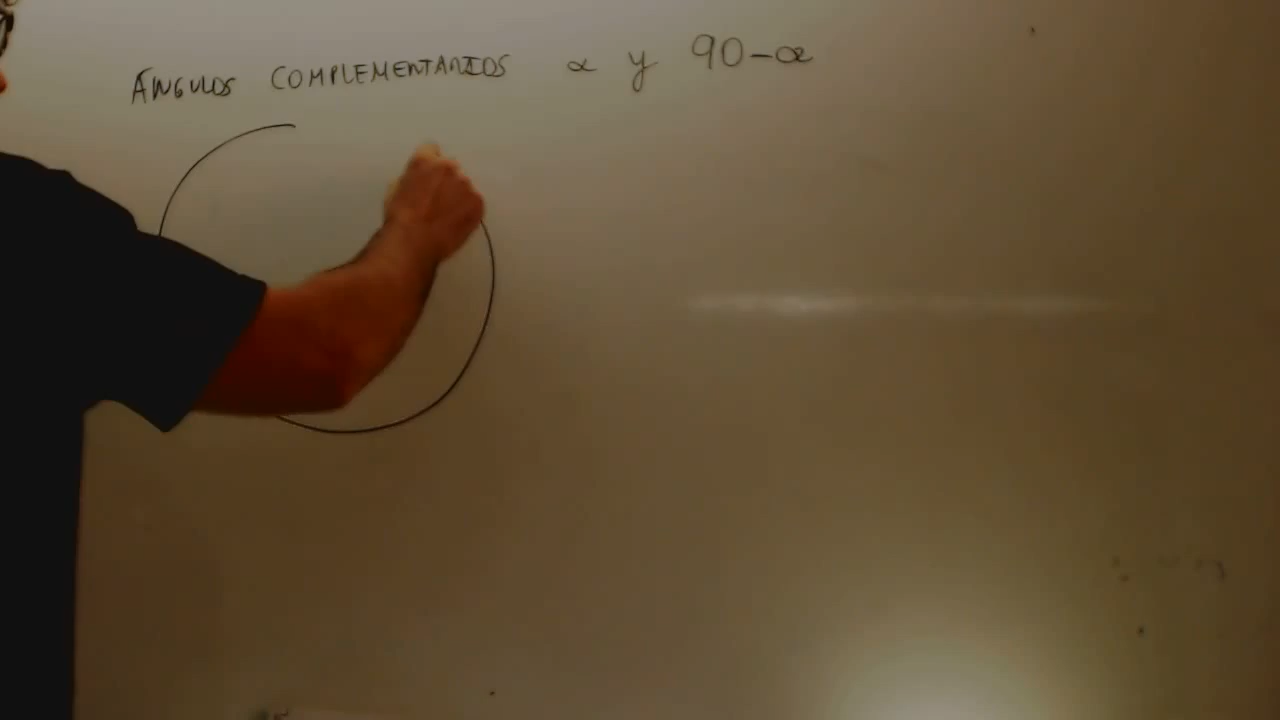 ÁNGULOS COMPLEMENTARIOS α y 90-α